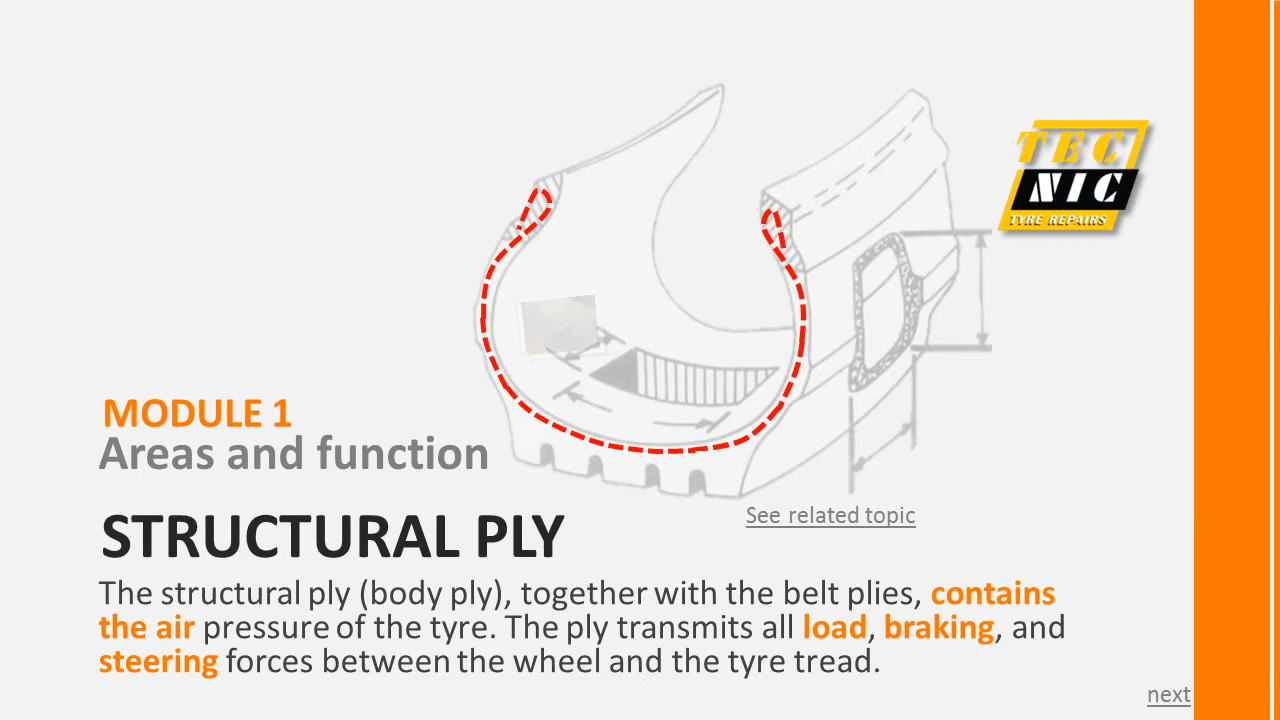 TEC
NIC
TYRE REPAIRS
MODULE 1
Areas and function
See related topic
STRUCTURAL PLY
The structural ply (body ply), together with the belt plies, contains
the air pressure of the tyre. The ply transmits all load, braking, and
steering forces between the wheel and the tyre tread.
next